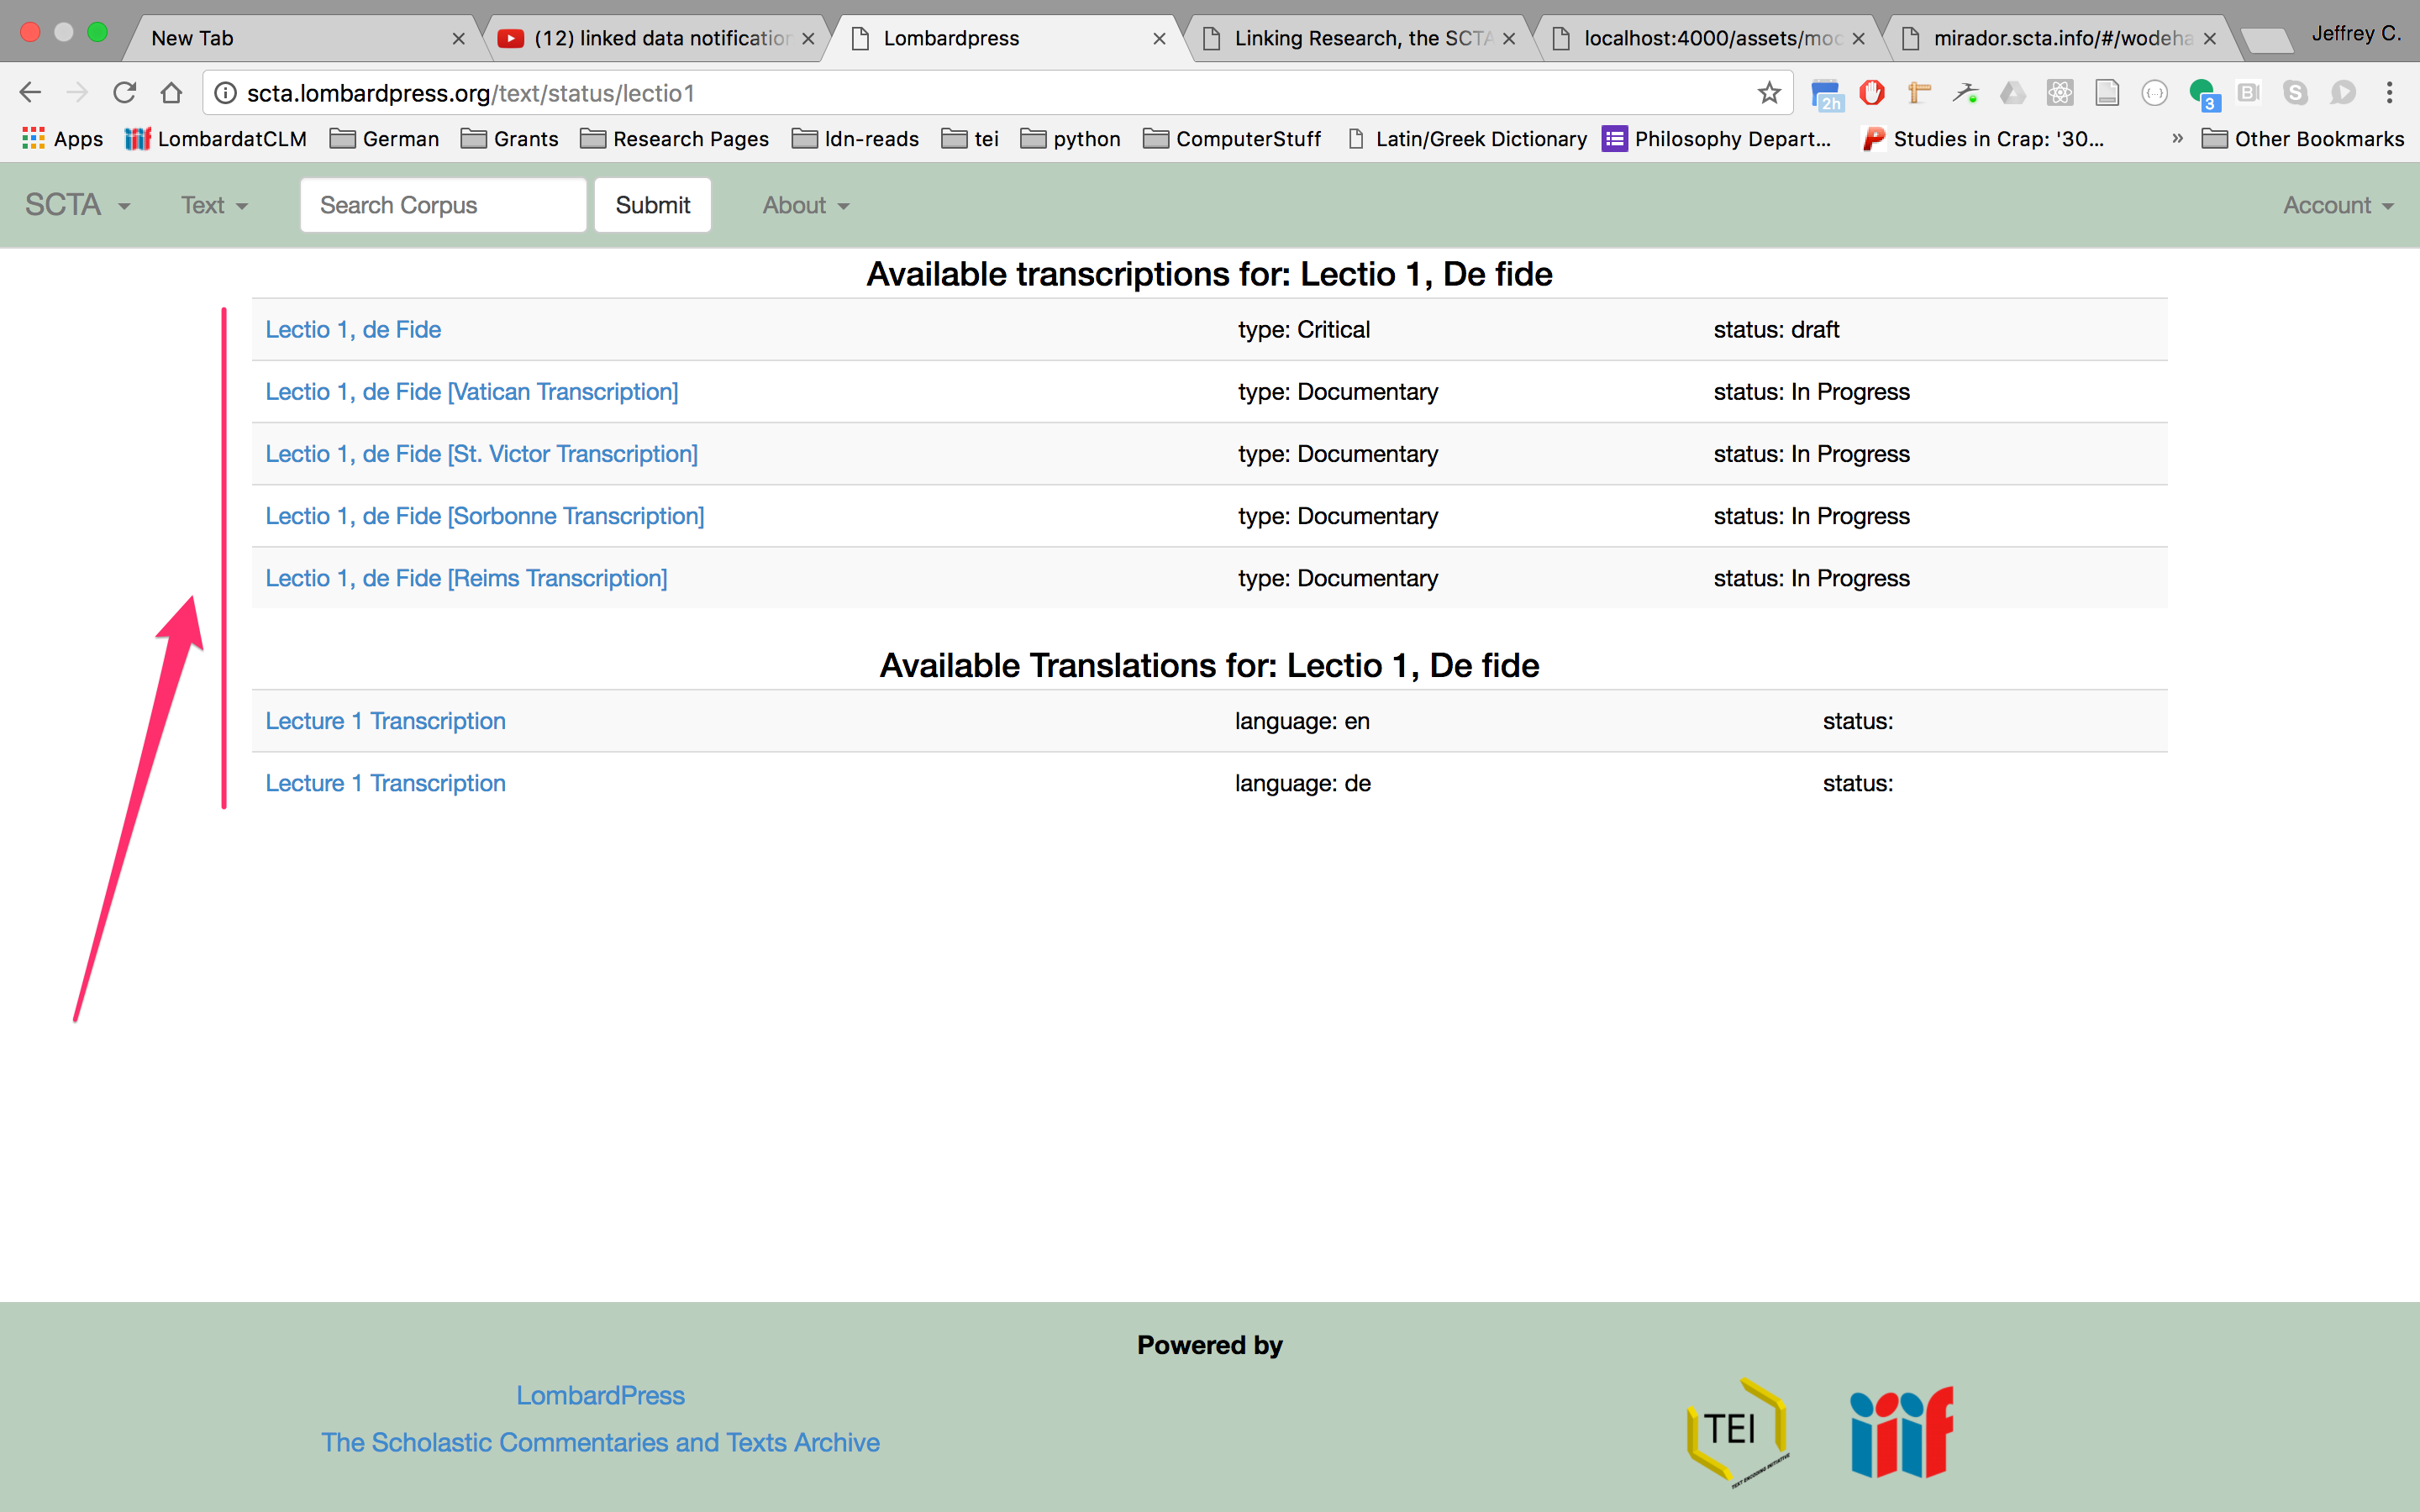 New Tab
(12) linked data notification
Lombardpress
Linking Research, the SCTA
localhost:4000/assets/moc
mirador.scta.info/#/wodeha
Jeffrey C.
scta.lombardpress.org/text/status/lectio1
2h
3
Apps
LombardatCLM
German
Grants
Research Pages
ldn-reads
tei
python
ComputerStuff
Latin/Greek Dictionary
Philosophy Depart...
Studies in Crap: '30...
»
Other Bookmarks
SCTA
Text
Search Corpus
Submit
About
Account
Available transcriptions for: Lectio 1, De fide
Lectio 1, de Fide type: Critical status: draft
Lectio 1, de Fide [Vatican Transcription] type: Documentary status: In Progress
Lectio 1, de Fide [St. Victor Transcription] type: Documentary status: In Progress
Lectio 1, de Fide [Sorbonne Transcription] type: Documentary status: In Progress
Lectio 1, de Fide [Reims Transcription] type: Documentary status: In Progress
Available Translations for: Lectio 1, De fide
Lecture 1 Transcription language: en status:
Lecture 1 Transcription language: de status:
Powered by
LombardPress
The Scholastic Commentaries and Texts Archive
TEI
TEXT ENCODING INITIATIVE
iiif